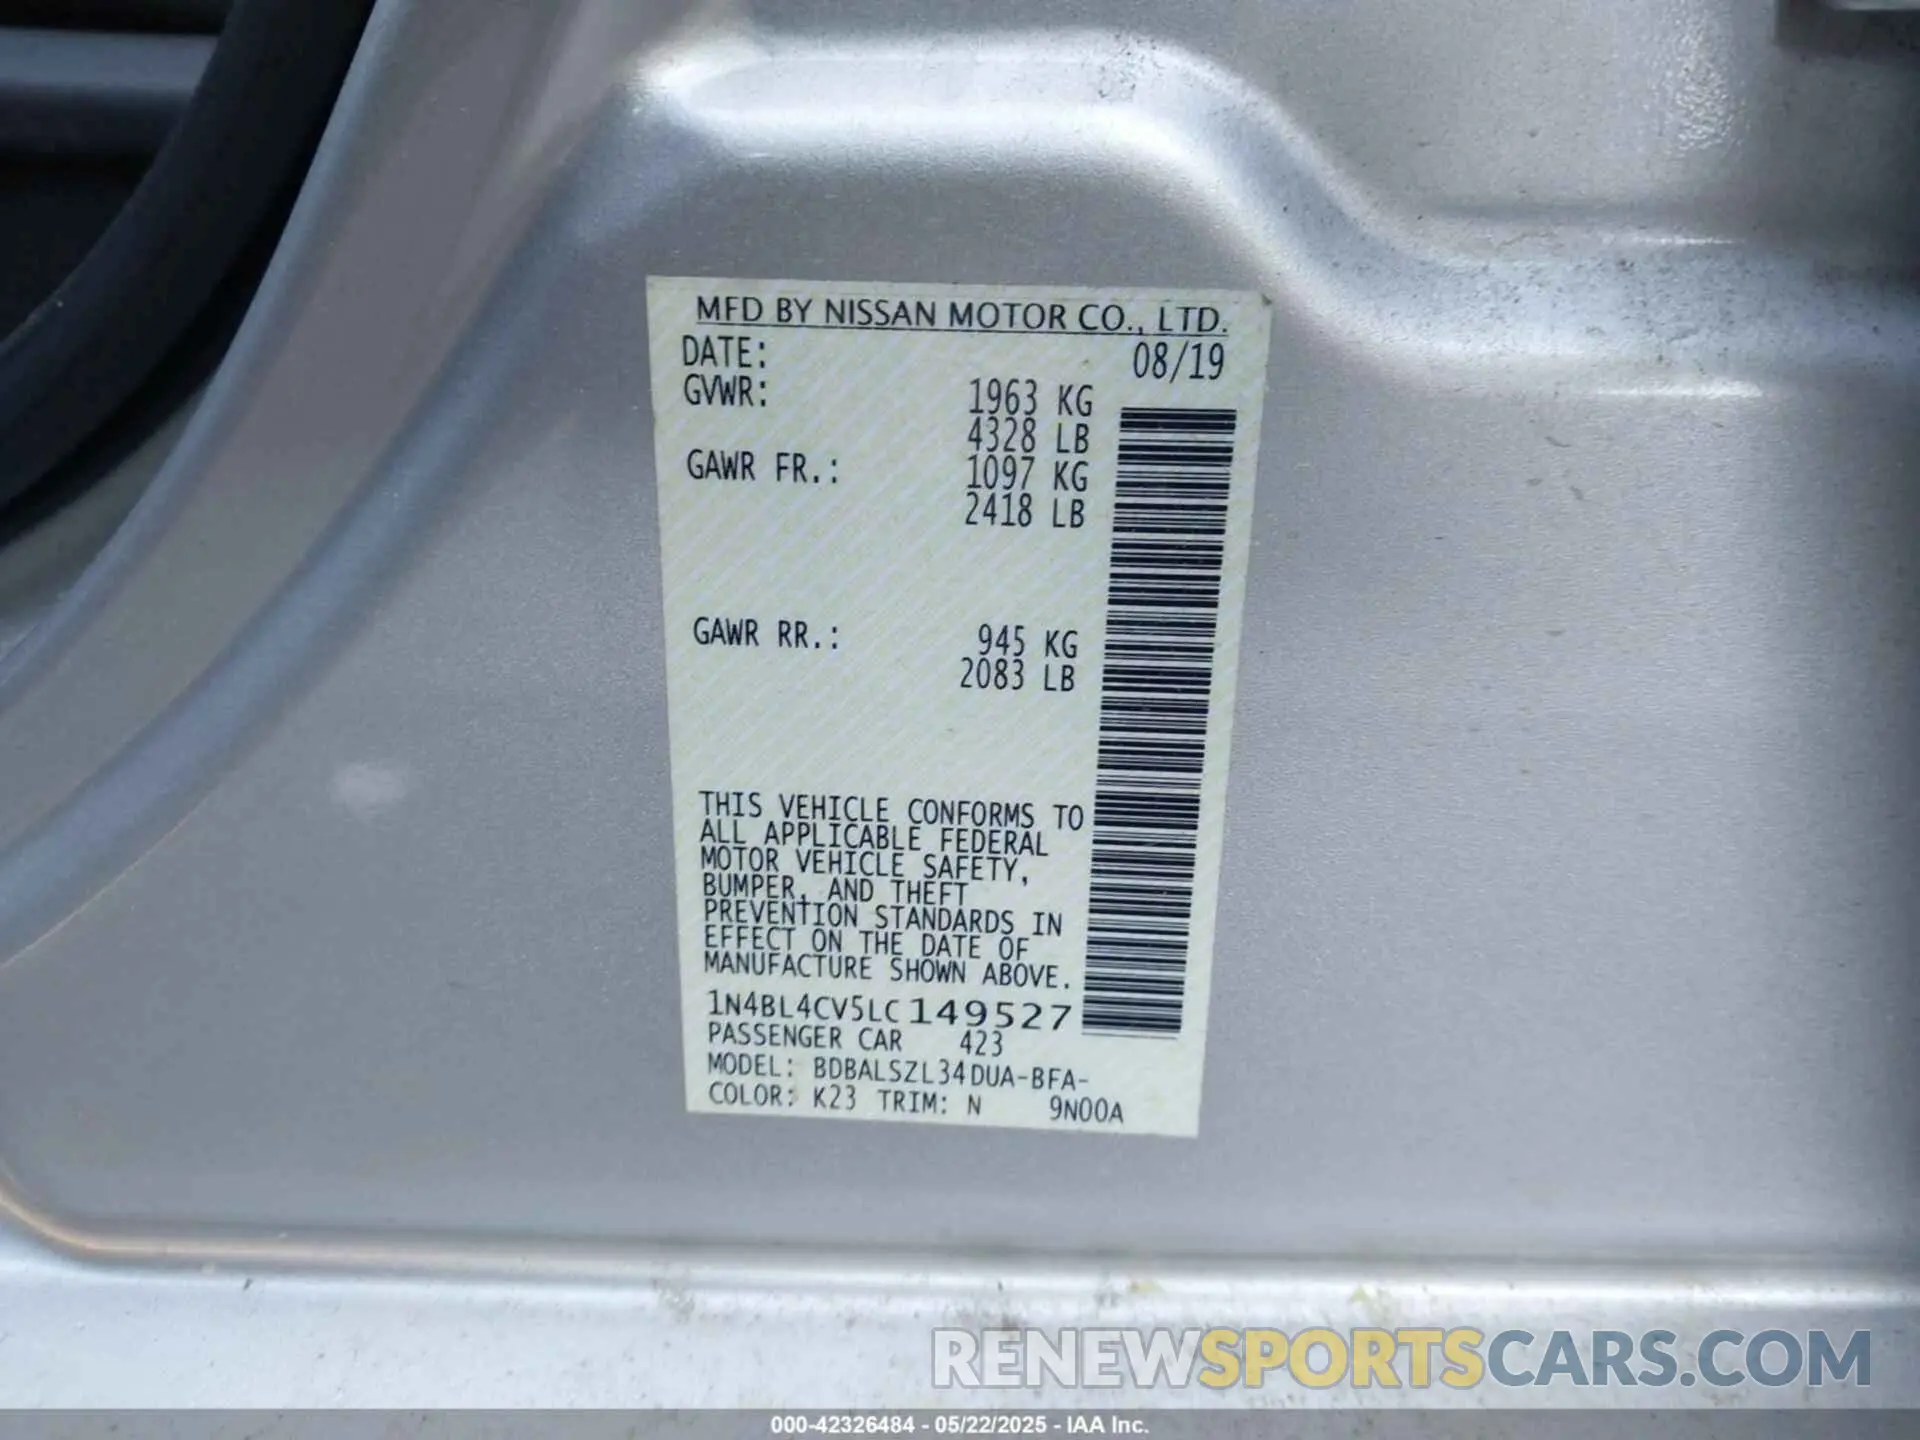 MFD BY NISSAN MOTOR CO., LTD.
DATE: 08/19
GVWR: 1963 KG
4328 LB
GAWR FR.: 1097 KG
2418 LB
GAWR RR.: 945 KG
2083 LB
THIS VEHICLE CONFORMS TO
ALL APPLICABLE FEDERAL
MOTOR VEHICLE SAFETY,
BUMPER, AND THEFT
PREVENTION STANDARDS IN
EFFECT ON THE DATE OF
MANUFACTURE SHOWN ABOVE.
1N4BL4CV5LC149527
PASSENGER CAR 423
MODEL: BDBALSZL34DUA-BFA-
COLOR: K23 TRIM: N 9N00A
RENEWSPORTSCARS.COM
000-42326484 - 05/22/2025 - IAA Inc.